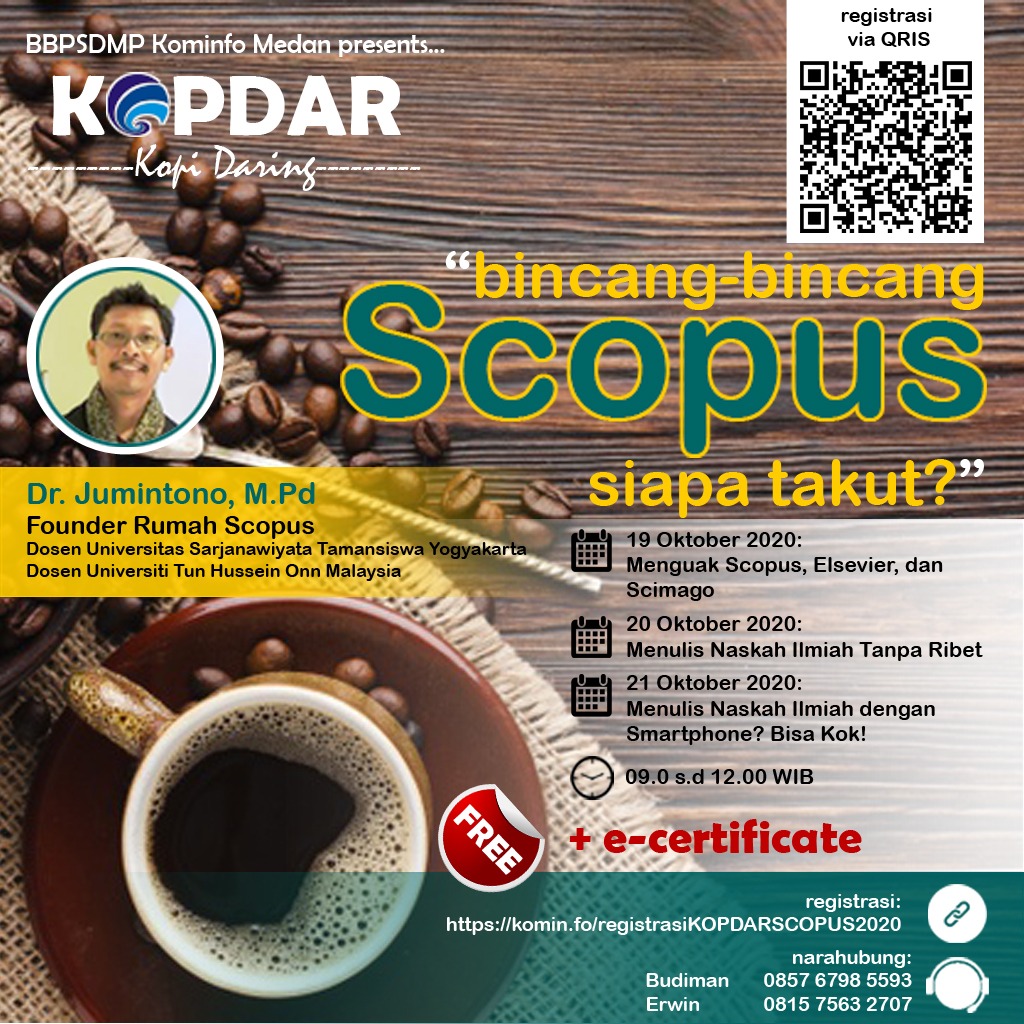 BBPSDMP Kominfo Medan presents...
KOPDAR
---------Kopi Daring---------
registrasi
via QRIS
“bincang-bincang
Scopus
siapa takut?”
Dr. Jumintono, M.Pd
Founder Rumah Scopus
Dosen Universitas Sarjanawiyata Tamansiswa Yogyakarta
Dosen Universiti Tun Hussein Onn Malaysia
19 Oktober 2020:
Menguak Scopus, Elsevier, dan
Scimago
20 Oktober 2020:
Menulis Naskah Ilmiah Tanpa Ribet
21 Oktober 2020:
Menulis Naskah Ilmiah dengan
Smartphone? Bisa Kok!
09.0 s.d 12.00 WIB
FREE
+ e-certificate
registrasi:
https://komin.fo/registrasiKOPDARSCOPUS2020
narahubung:
Budiman 0857 6798 5593
Erwin 0815 7563 2707